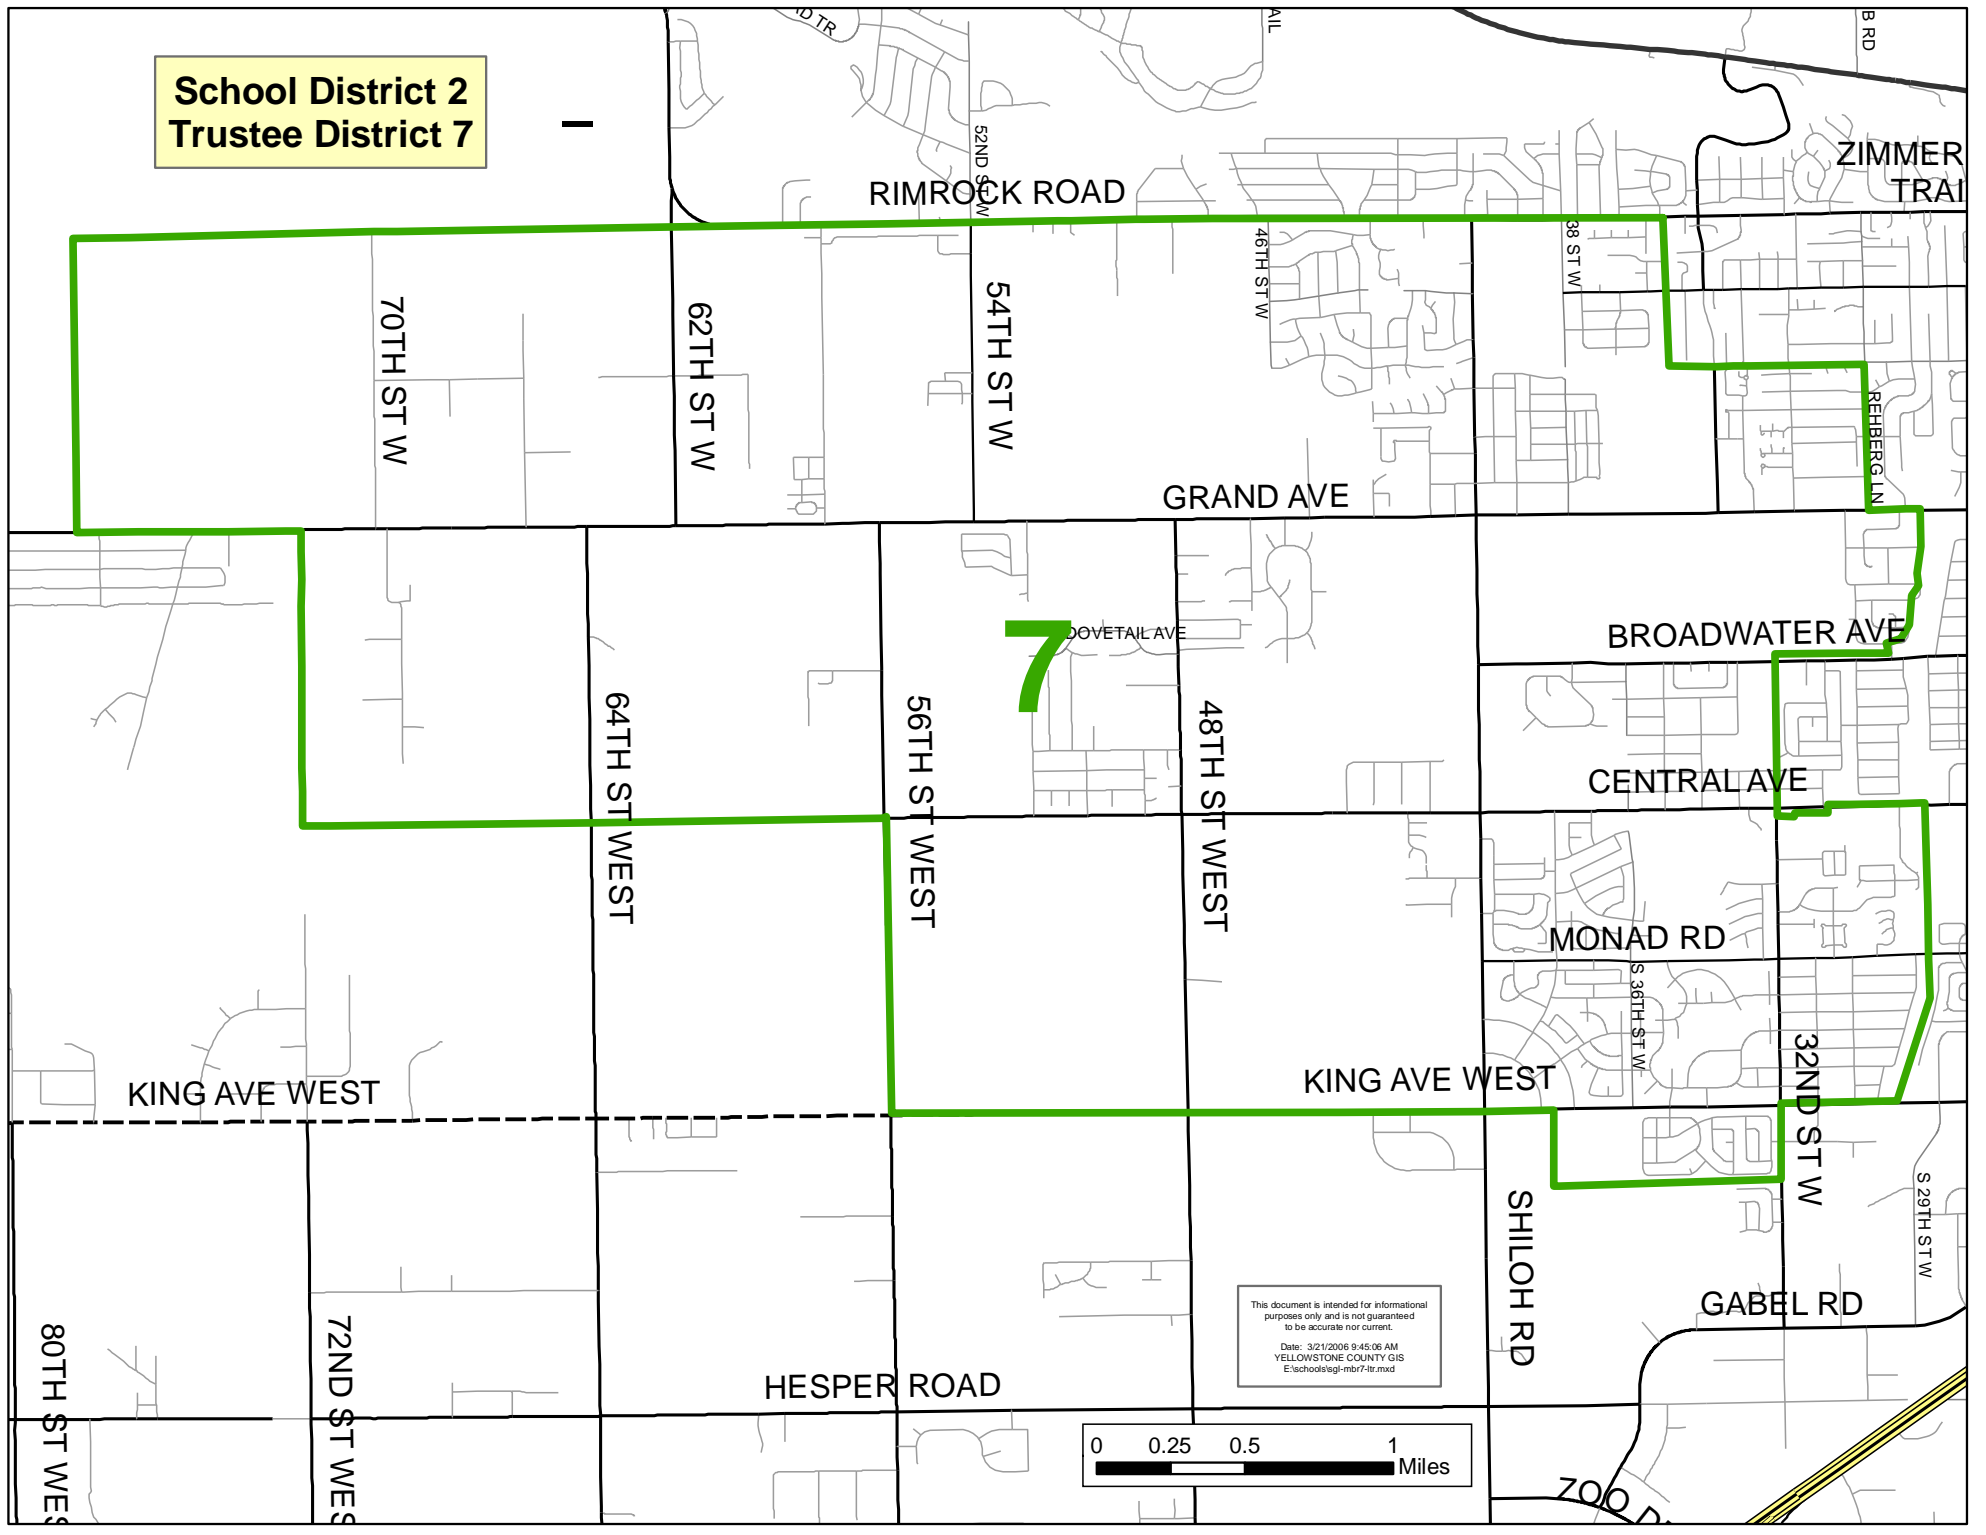 AD TR
AIL
B RD
School District 2
Trustee District 7
52ND ST W
ZIMMER
TRAI
RIMROCK ROAD
46TH ST W
38 ST W
70TH ST W
62TH ST W
54TH ST W
REHBERG LN
GRAND AVE
7
DOVETAIL AVE
BROADWATER AVE
64TH ST WEST
56TH ST WEST
48TH ST WEST
CENTRAL AVE
MONAD RD
S 36TH ST W
32ND ST W
KING AVE WEST
KING AVE WEST
S 29TH ST W
SHILOH RD
GABEL RD
This document is intended for informational
purposes only and is not guaranteed
to be accurate nor current.
Date: 3/21/2006 9:45:06 AM
YELLOWSTONE COUNTY GIS
E:\schools\sgl-mbr7-ltr.mxd
80TH ST WES
72ND ST WES
HESPER ROAD
0 0.25 0.5 1
Miles
ZOO D